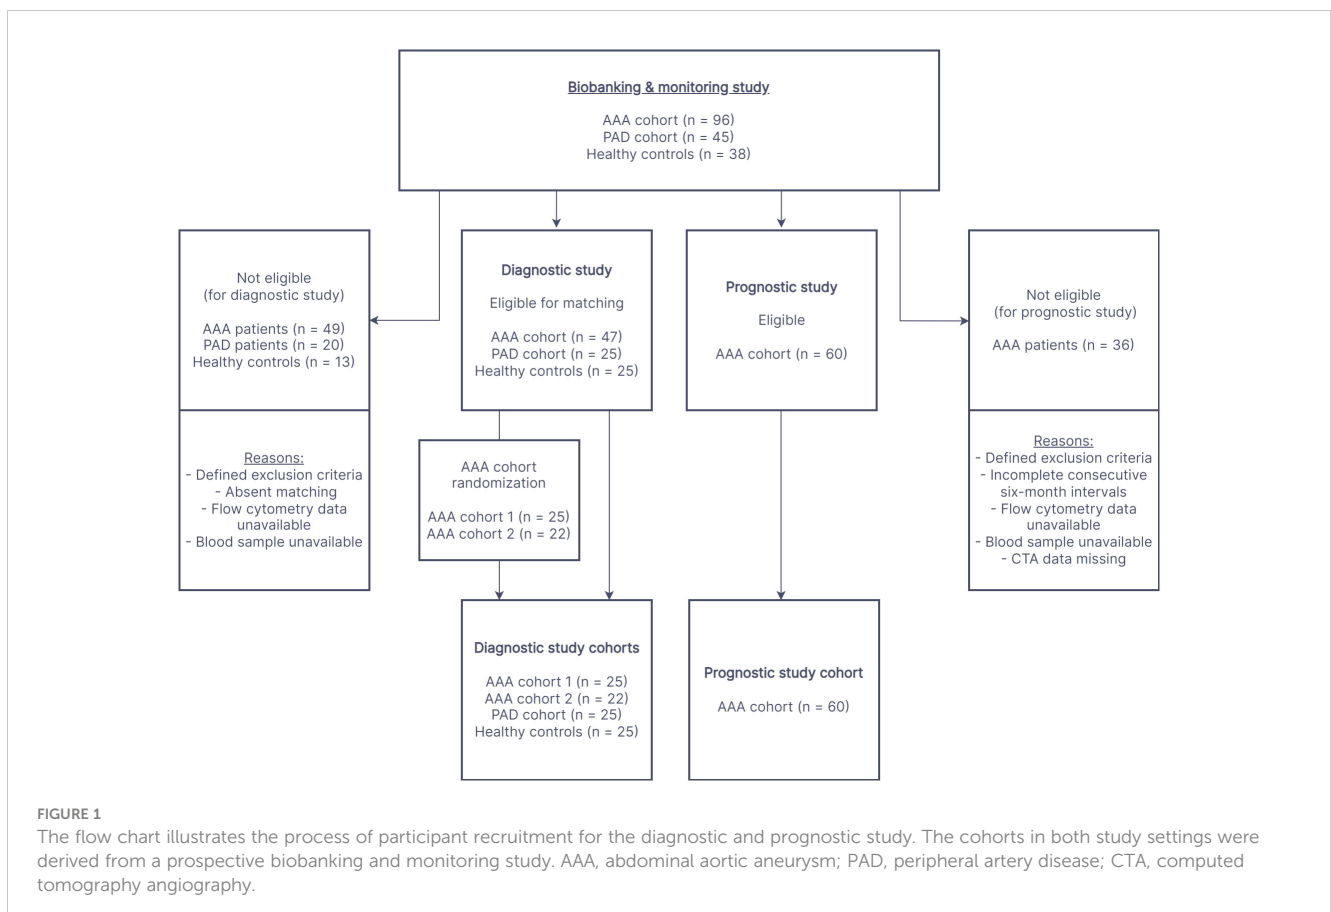 Biobanking & monitoring study
AAA cohort (n = 96)
PAD cohort (n = 45)
Healthy controls (n = 38)
Not eligible
(for diagnostic study)
AAA patients (n = 49)
PAD patients (n = 20)
Healthy controls (n = 13)
Reasons:
- Defined exclusion criteria
- Absent matching
- Flow cytometry data
unavailable
- Blood sample unavailable
Diagnostic study
Eligible for matching
AAA cohort (n = 47)
PAD cohort (n = 25)
Healthy controls (n = 25)
AAA cohort
randomization
AAA cohort 1 (n = 25)
AAA cohort 2 (n = 22)
Diagnostic study cohorts
AAA cohort 1 (n = 25)
AAA cohort 2 (n = 22)
PAD cohort (n = 25)
Healthy controls (n = 25)
Prognostic study
Eligible
AAA cohort (n = 60)
Prognostic study cohort
AAA cohort (n = 60)
Not eligible
(for prognostic study)
AAA patients (n = 36)
Reasons:
- Defined exclusion criteria
- Incomplete consecutive
six-month intervals
- Flow cytometry data
unavailable
- Blood sample unavailable
- CTA data missing
FIGURE 1
The flow chart illustrates the process of participant recruitment for the diagnostic and prognostic study. The cohorts in both study settings were
derived from a prospective biobanking and monitoring study. AAA, abdominal aortic aneurysm; PAD, peripheral artery disease; CTA, computed
tomography angiography.